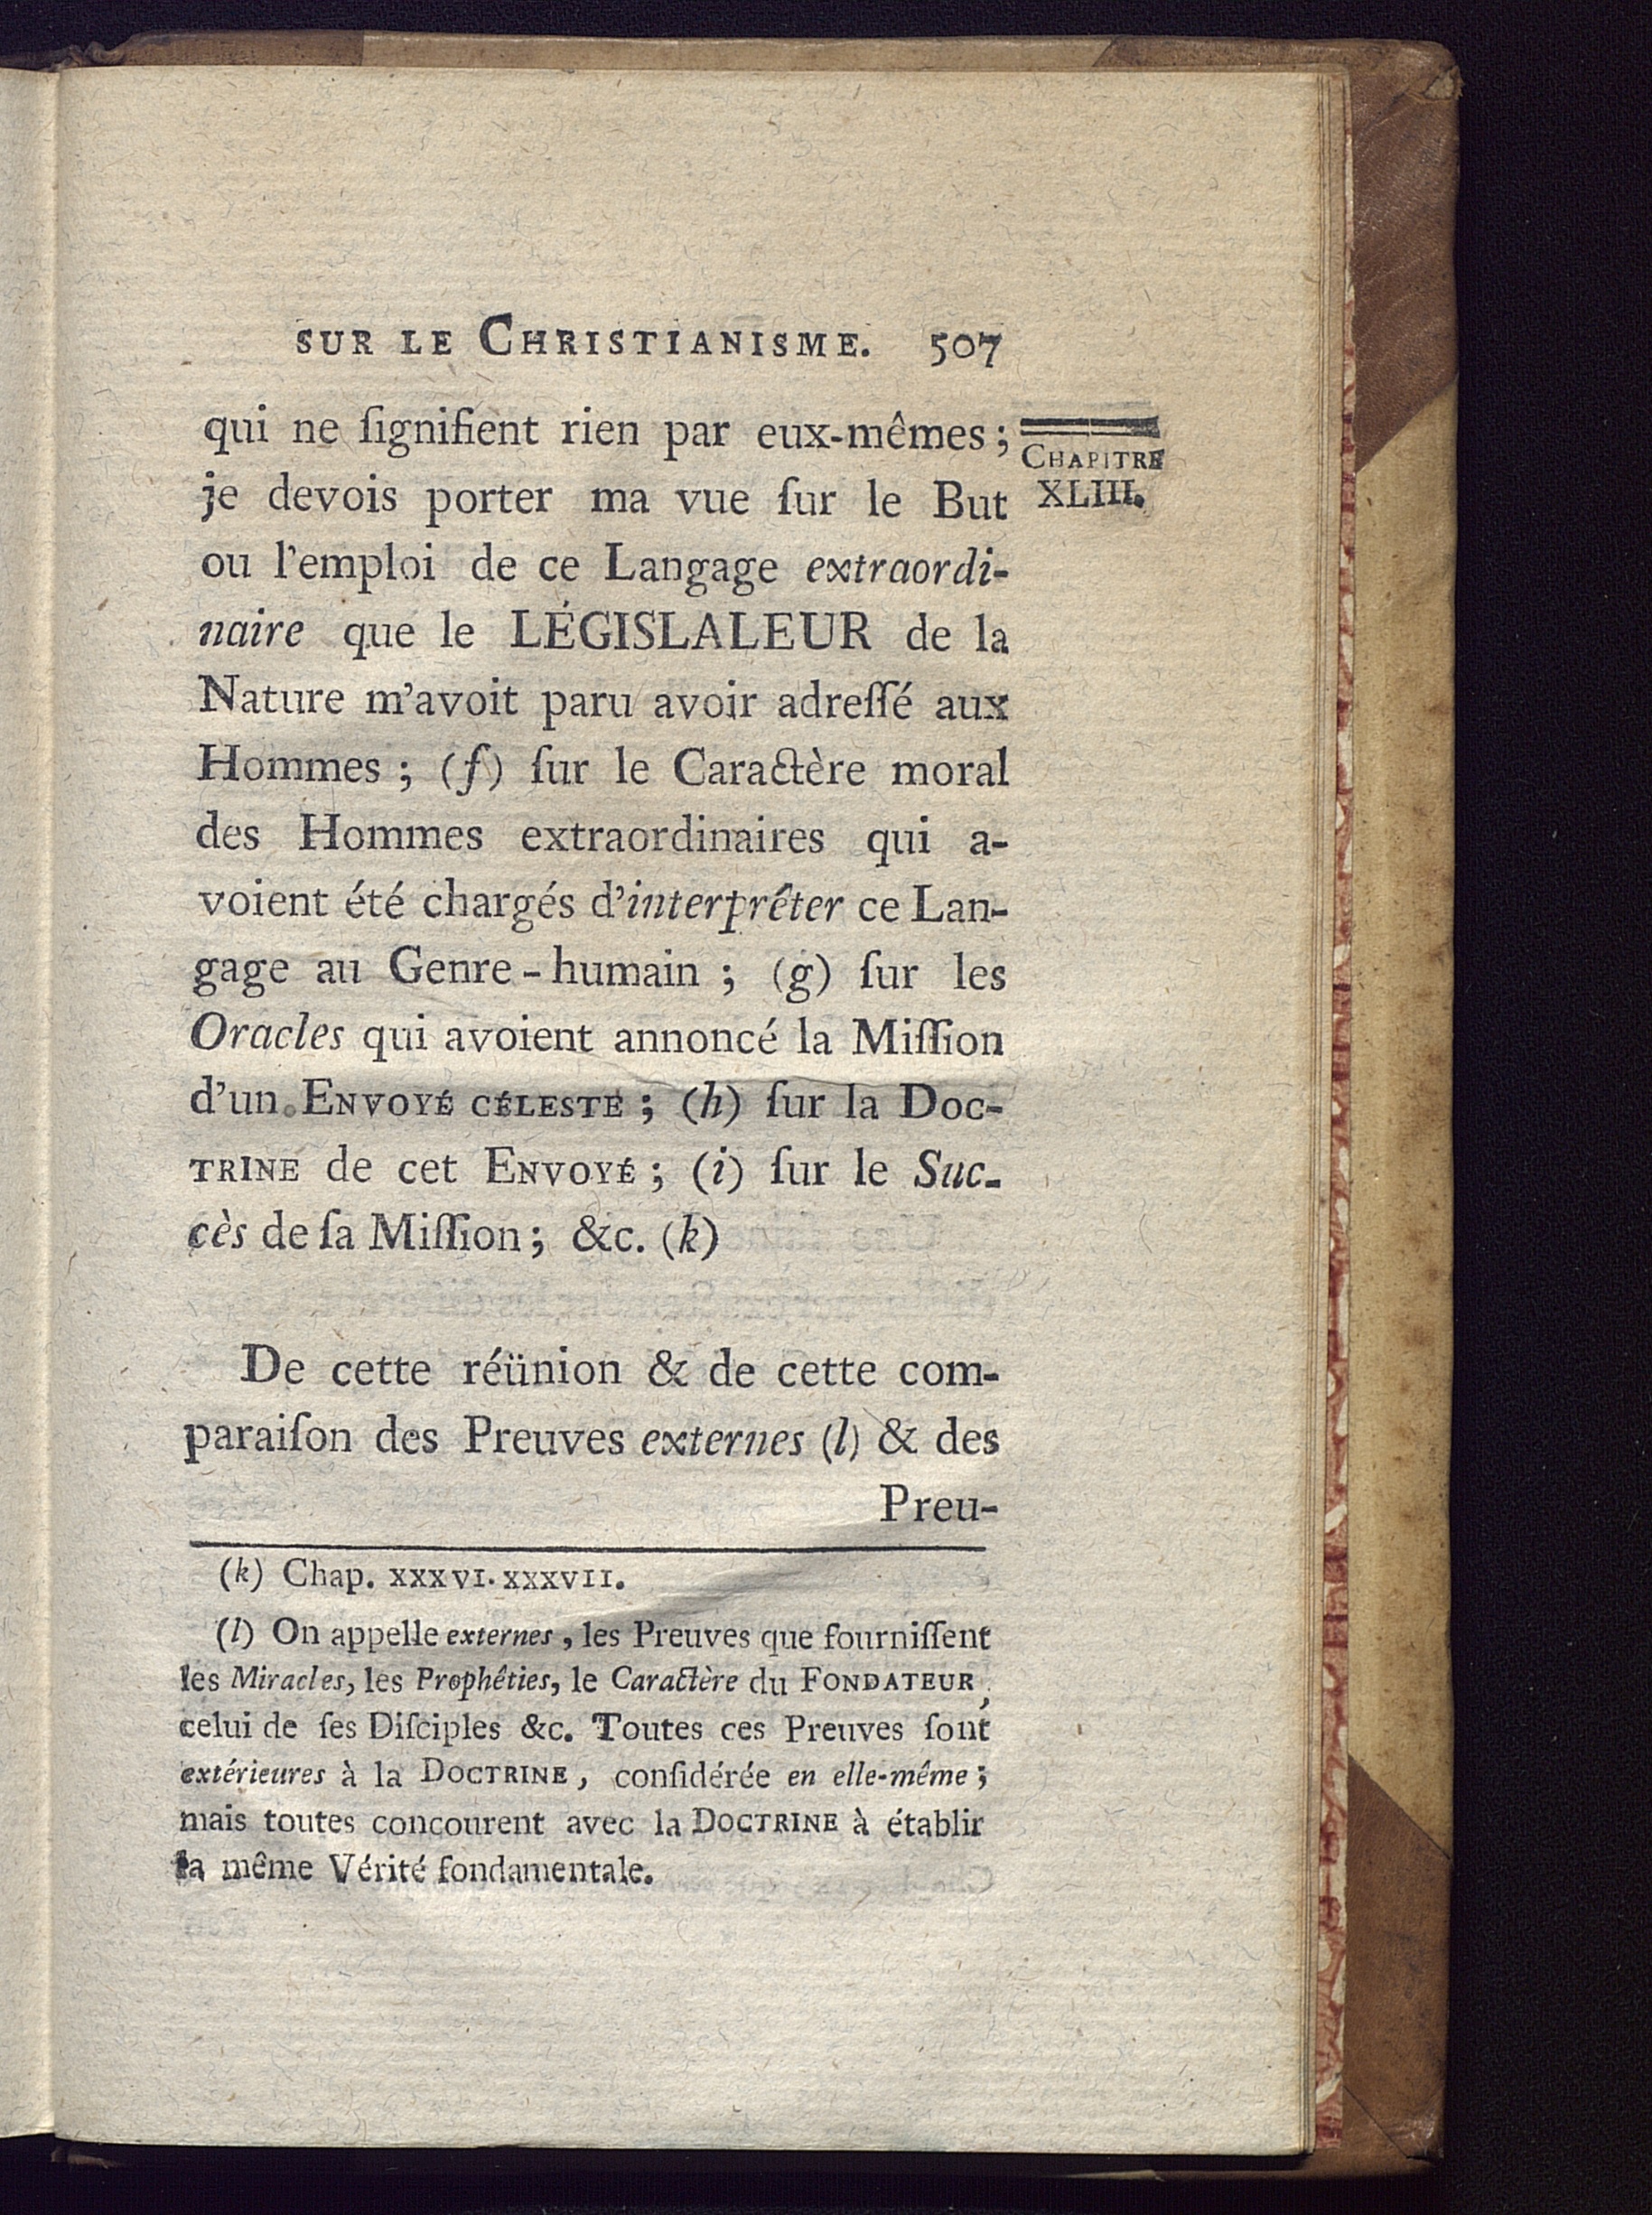 SUR LE CHRISTIANISME. 507
qui ne ſignifient rien par eux-mêmes;
CHAPITRE
XLIII.
je devois porter ma vue ſur le But
ou l'emploi de ce Langage extraordi-
naire que le LÉGISLALEUR de la
Nature m'avoit paru avoir adreſſé aux
Hommes; (f) ſur le Caractère moral
des Hommes extraordinaires qui a-
voient été chargés d'interprêter ce Lan-
gage au Genre-humain; (g) ſur les
Oracles qui avoient annoncé la Miſſion
d'un ENVOYÉ CÉLESTE; (h) ſur la DOC-
TRINE de cet ENVOYÉ; (i) ſur le Suc-
cès de ſa Miſſion; &c. (k)
De cette réünion & de cette com-
paraiſon des Preuves externes (l) & des
Preu-
(k) Chap. XXXVI. XXXVII.
(l) On appelle externes, les Preuves que fourniſſent
les Miracles, les Prophêties, le Caractère du FONDATEUR,
celui de ſes Diſciples &c. Toutes ces Preuves ſont
extérieures à la DOCTRINE, conſidérée en elle-même;
mais toutes concourent avec la DOCTRINE à établir
la même Vérité fondamentale.